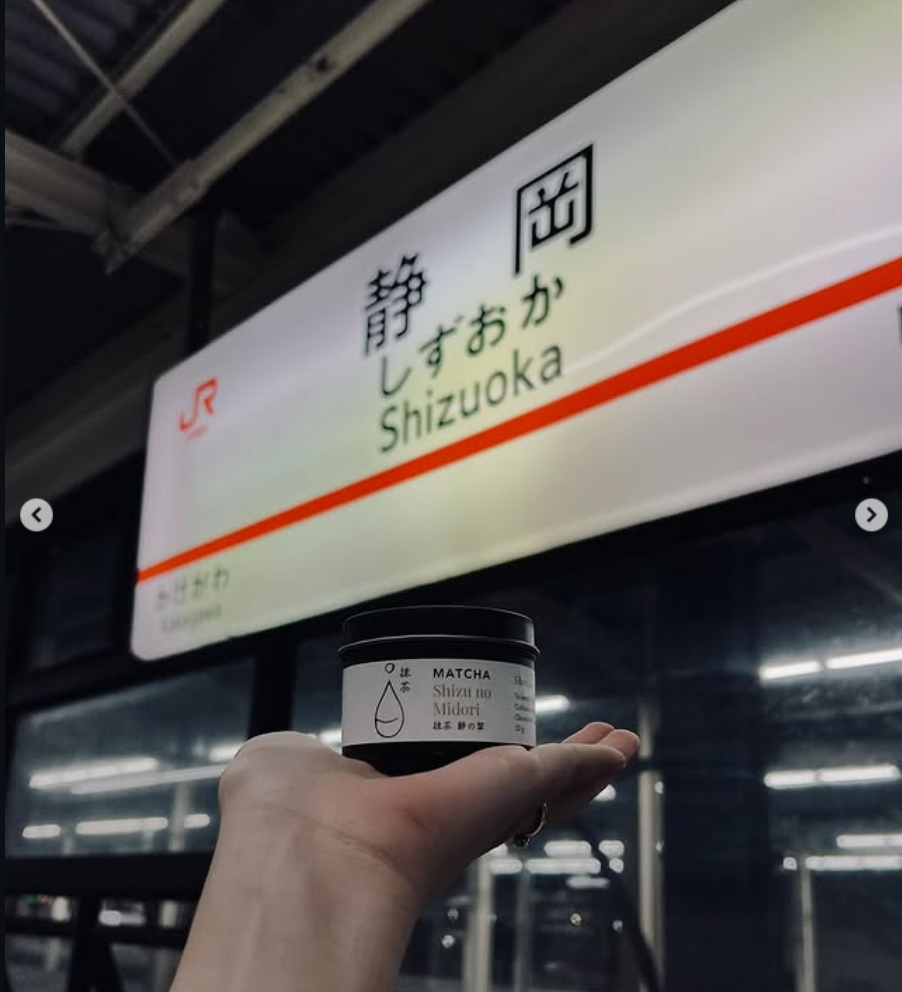 静岡
しずおか
Shizuoka
JR
かけがわ
Kakegawa
抹茶
MATCHA
Shizu no
Midori
抹茶 静の翠